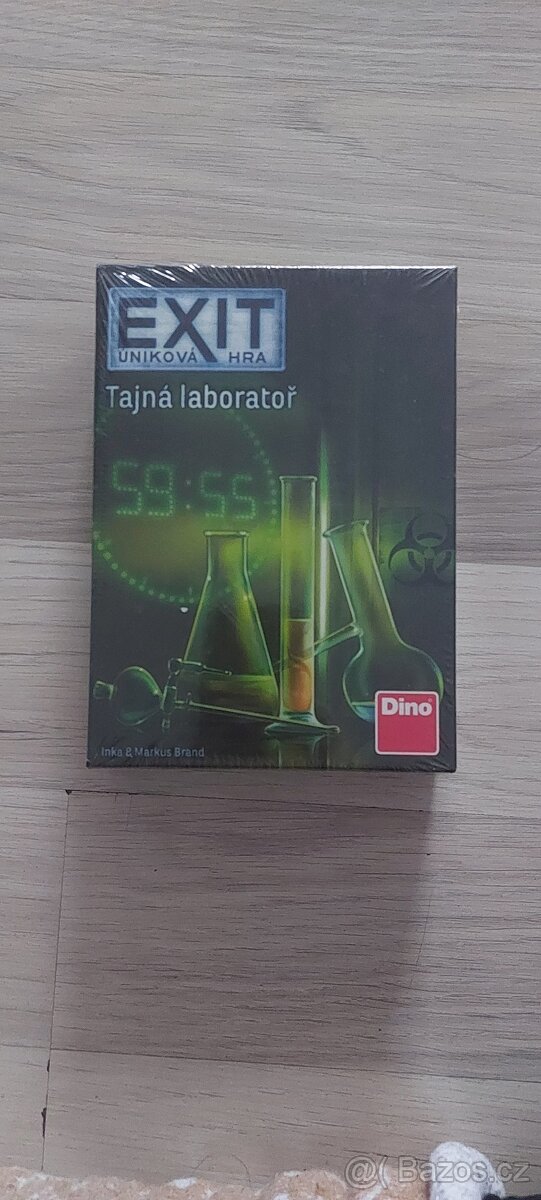 EXIT
ÚNIKOVÁ HRA
Tajná laboratoř
59:55
Dino
Inka & Markus Brand
@( Bazos.cz